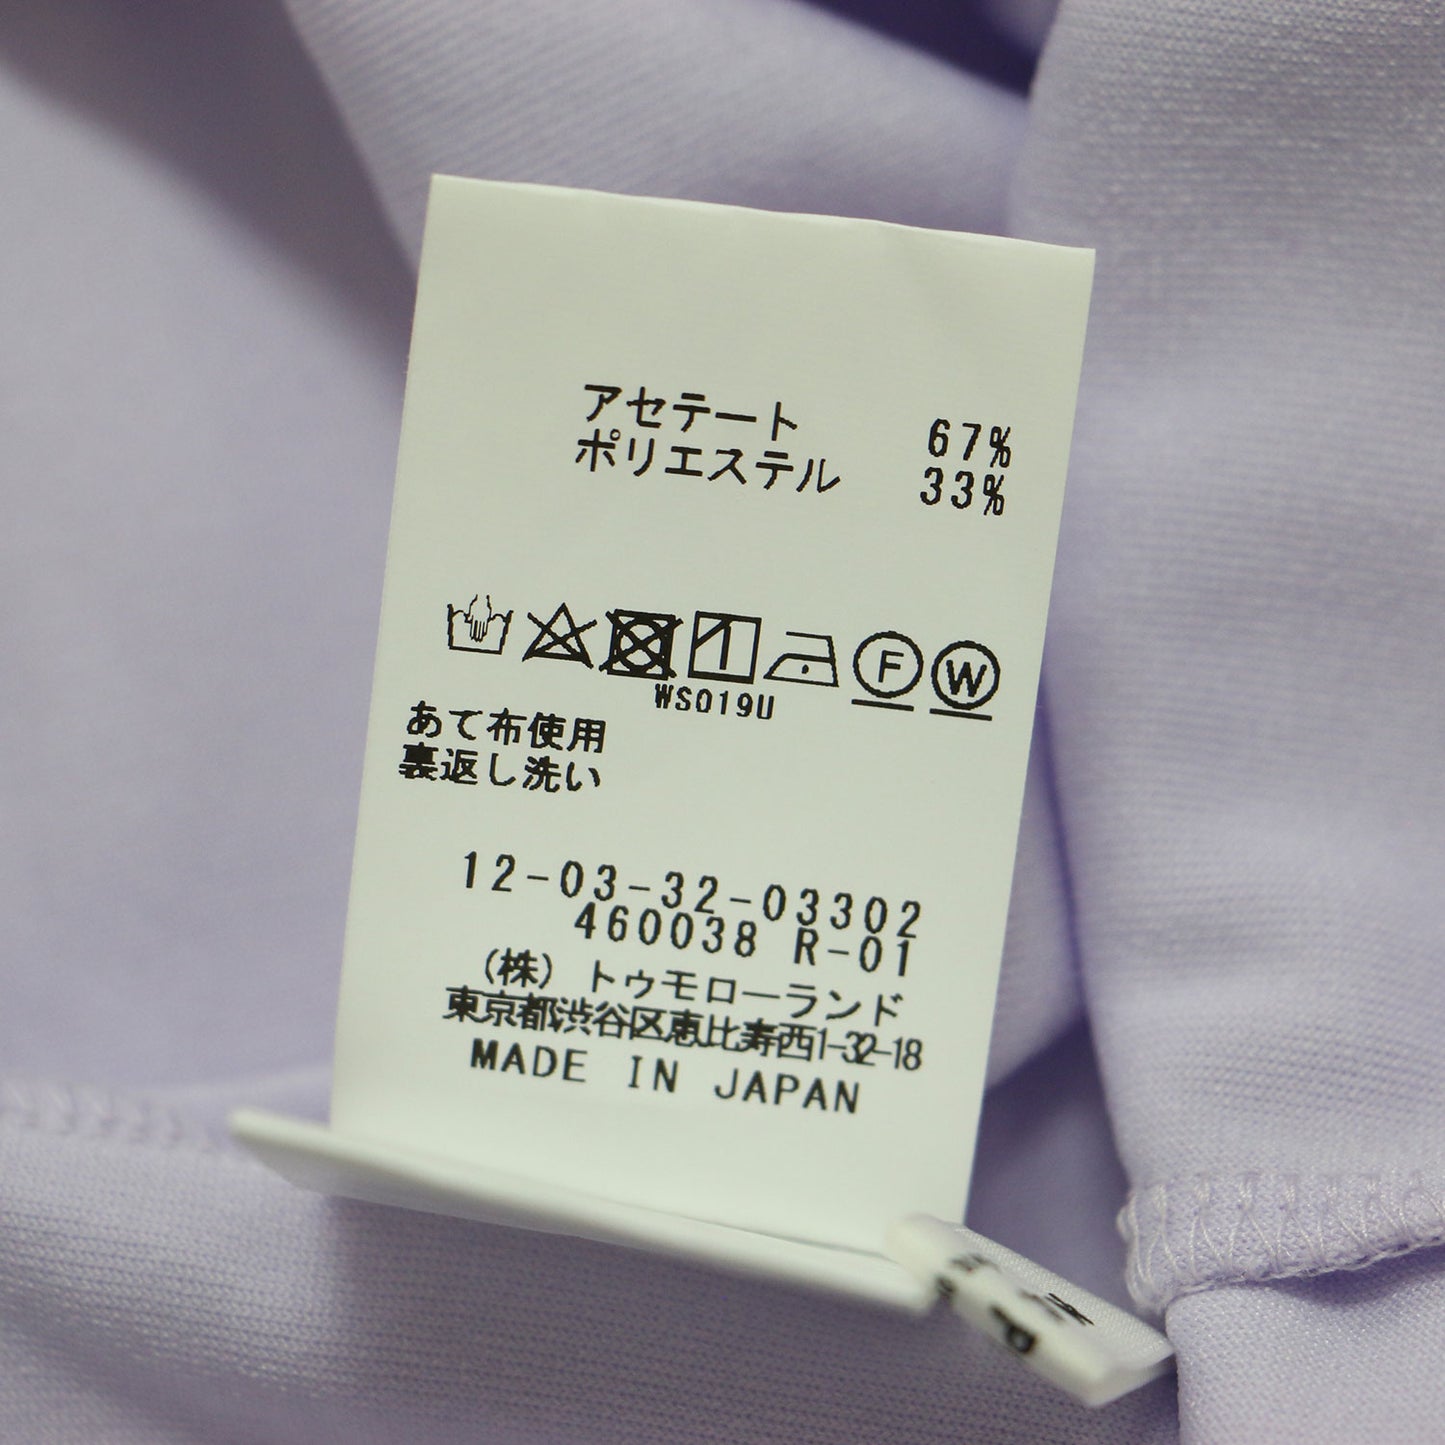 アセテート 67%
ポリエステル 33%
F W
WS019U
あて布使用
裏返し洗い
12-03-32-03302
460038 R-01
(株) トゥモローランド
東京都渋谷区恵比寿西1-32-18
MADE IN JAPAN